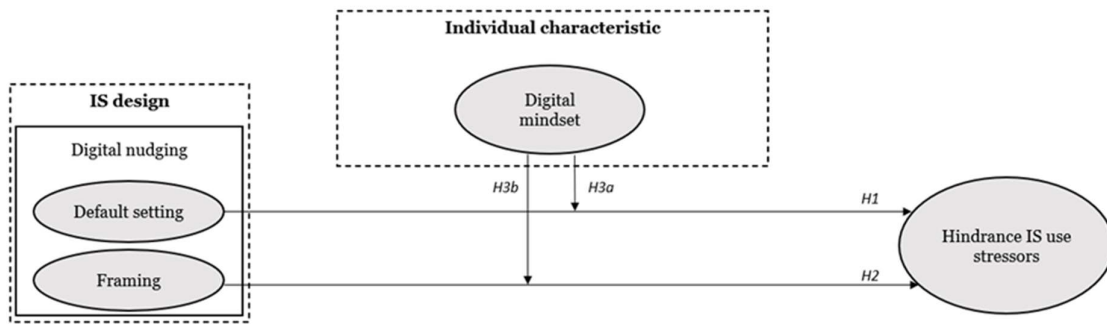 Individual characteristic
Digital
mindset
IS design
Digital nudging
Default setting
Framing
H3b
H3a
H1
H2
Hindrance IS use
stressors